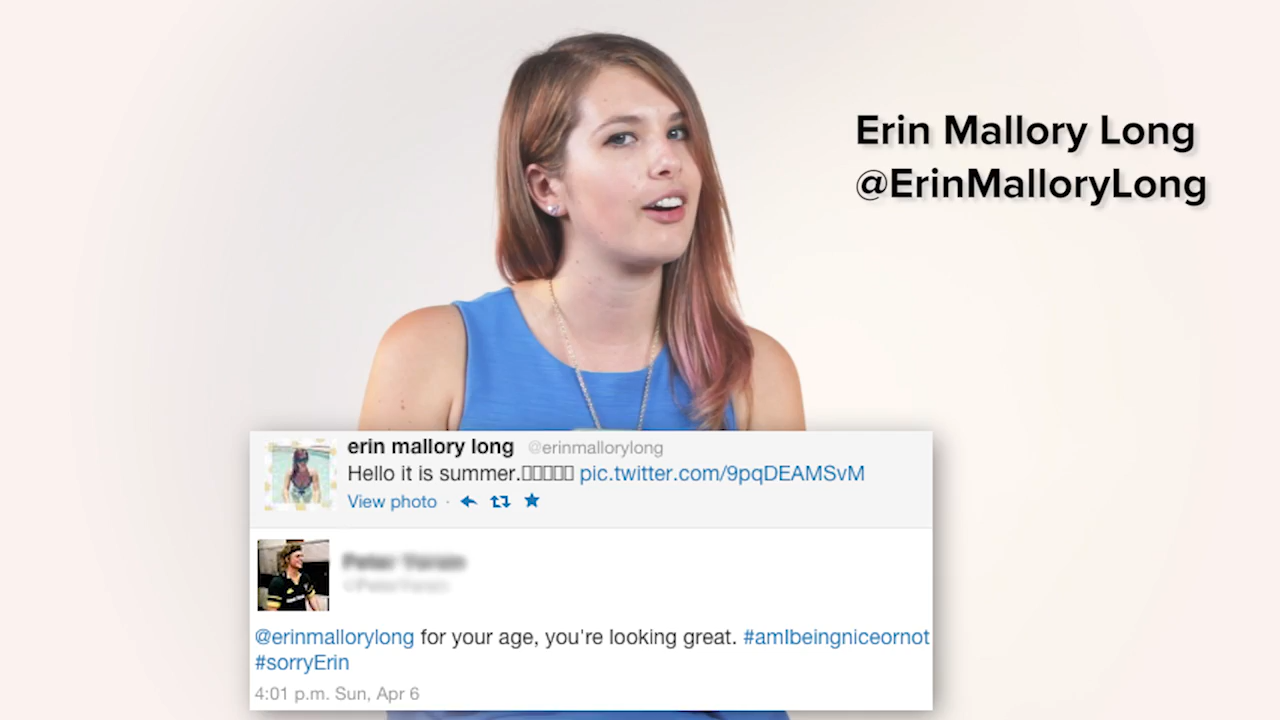 Erin Mallory Long
@ErinMalloryLong
erin mallory long @erinmallorylong
Hello it is summer.▯▯▯▯▯ pic.twitter.com/9pqDEAMSvM
View photo ·
@erinmallorylong for your age, you're looking great. #amIbeingniceornot
#sorryErin
4:01 p.m. Sun, Apr 6